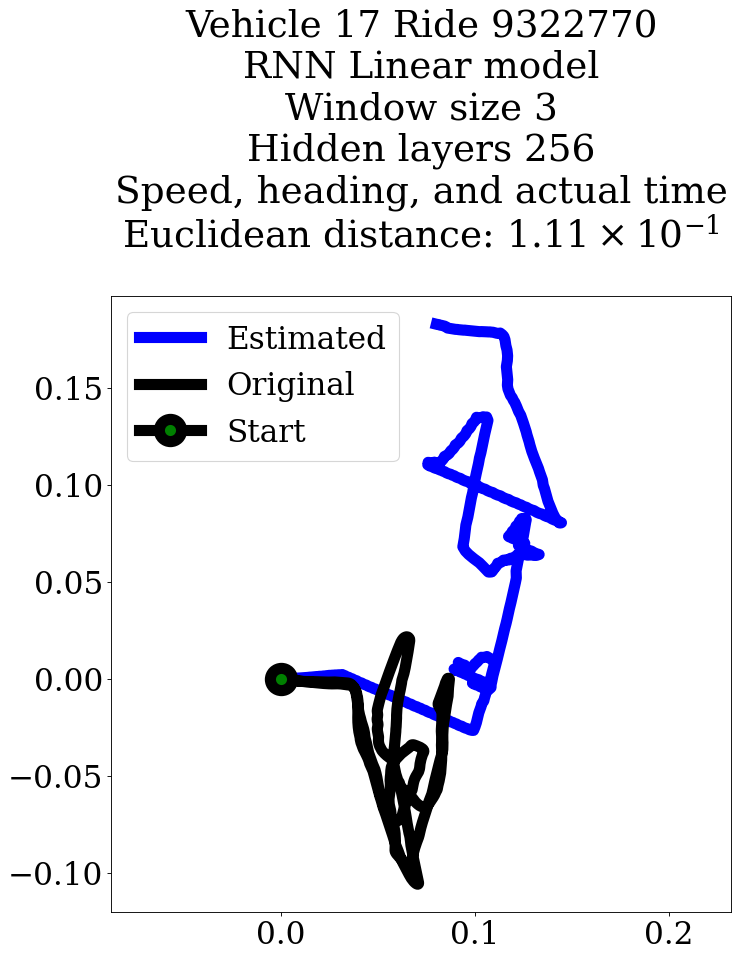 Vehicle 17 Ride 9322770
RNN Linear model
Window size 3
Hidden layers 256
Speed, heading, and actual time
Euclidean distance: 1.11 × 10⁻¹
Estimated
Original
Start
0.15
0.10
0.05
0.00
−0.05
−0.10
0.0
0.1
0.2